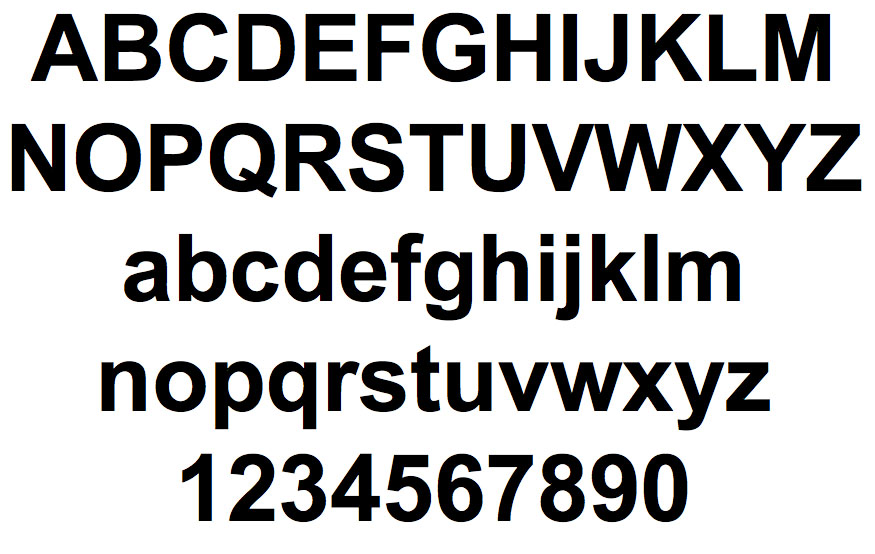 ABCDEFGHIJKLM
NOPQRSTUVWXYZ
abcdefghijklm
nopqrstuvwxyz
1234567890